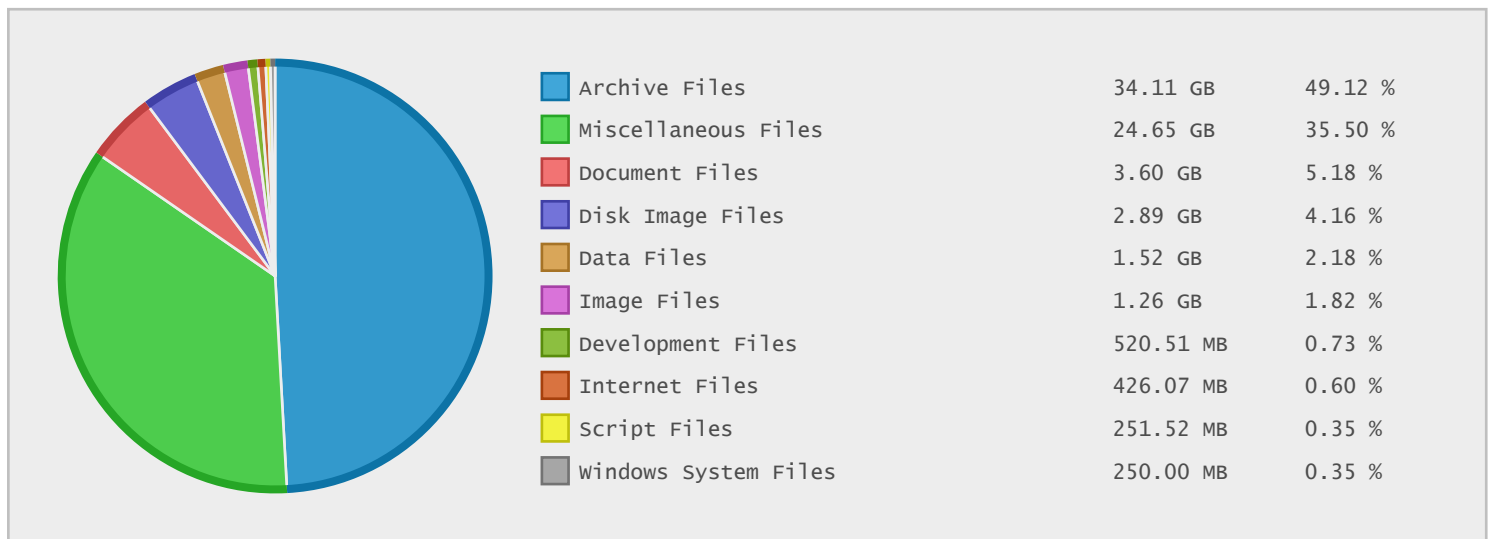 Archive Files 34.11 GB 49.12 %
Miscellaneous Files 24.65 GB 35.50 %
Document Files 3.60 GB 5.18 %
Disk Image Files 2.89 GB 4.16 %
Data Files 1.52 GB 2.18 %
Image Files 1.26 GB 1.82 %
Development Files 520.51 MB 0.73 %
Internet Files 426.07 MB 0.60 %
Script Files 251.52 MB 0.35 %
Windows System Files 250.00 MB 0.35 %